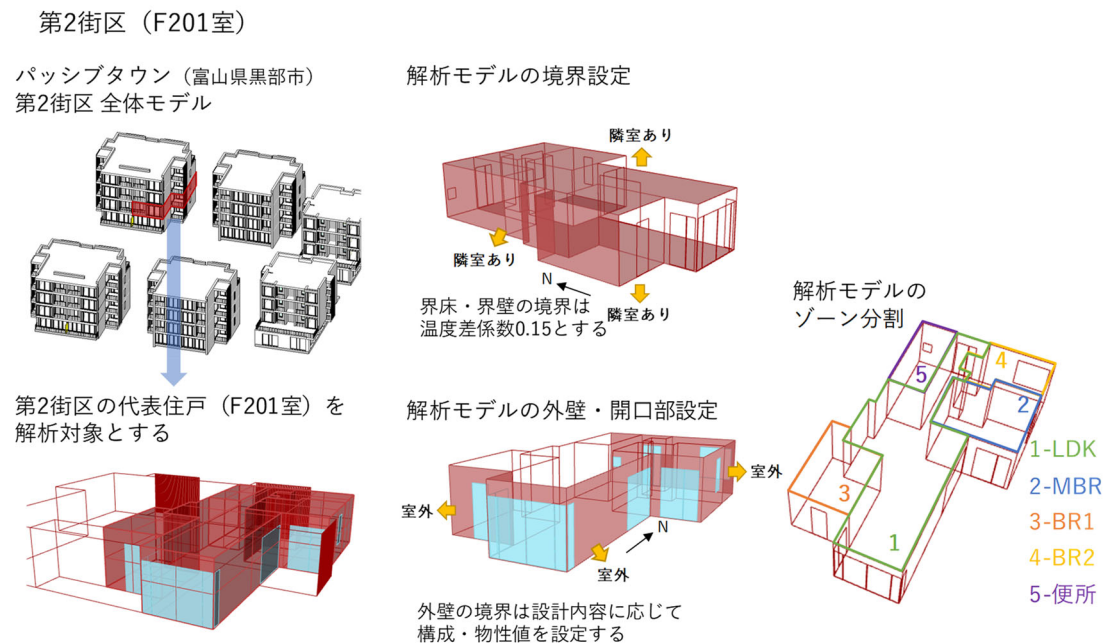 第2街区（F201室）
パッシブタウン（富山県黒部市）
第2街区 全体モデル
第2街区の代表住戸（F201室）を
解析対象とする
解析モデルの境界設定
隣室あり
隣室あり
N
隣室あり
界床・界壁の境界は
温度差係数0.15とする
解析モデルの外壁・開口部設定
室外
室外
N
室外
外壁の境界は設計内容に応じて
構成・物性値を設定する
解析モデルの
ゾーン分割
4
5
2
3
1
1-LDK
2-MBR
3-BR1
4-BR2
5-便所